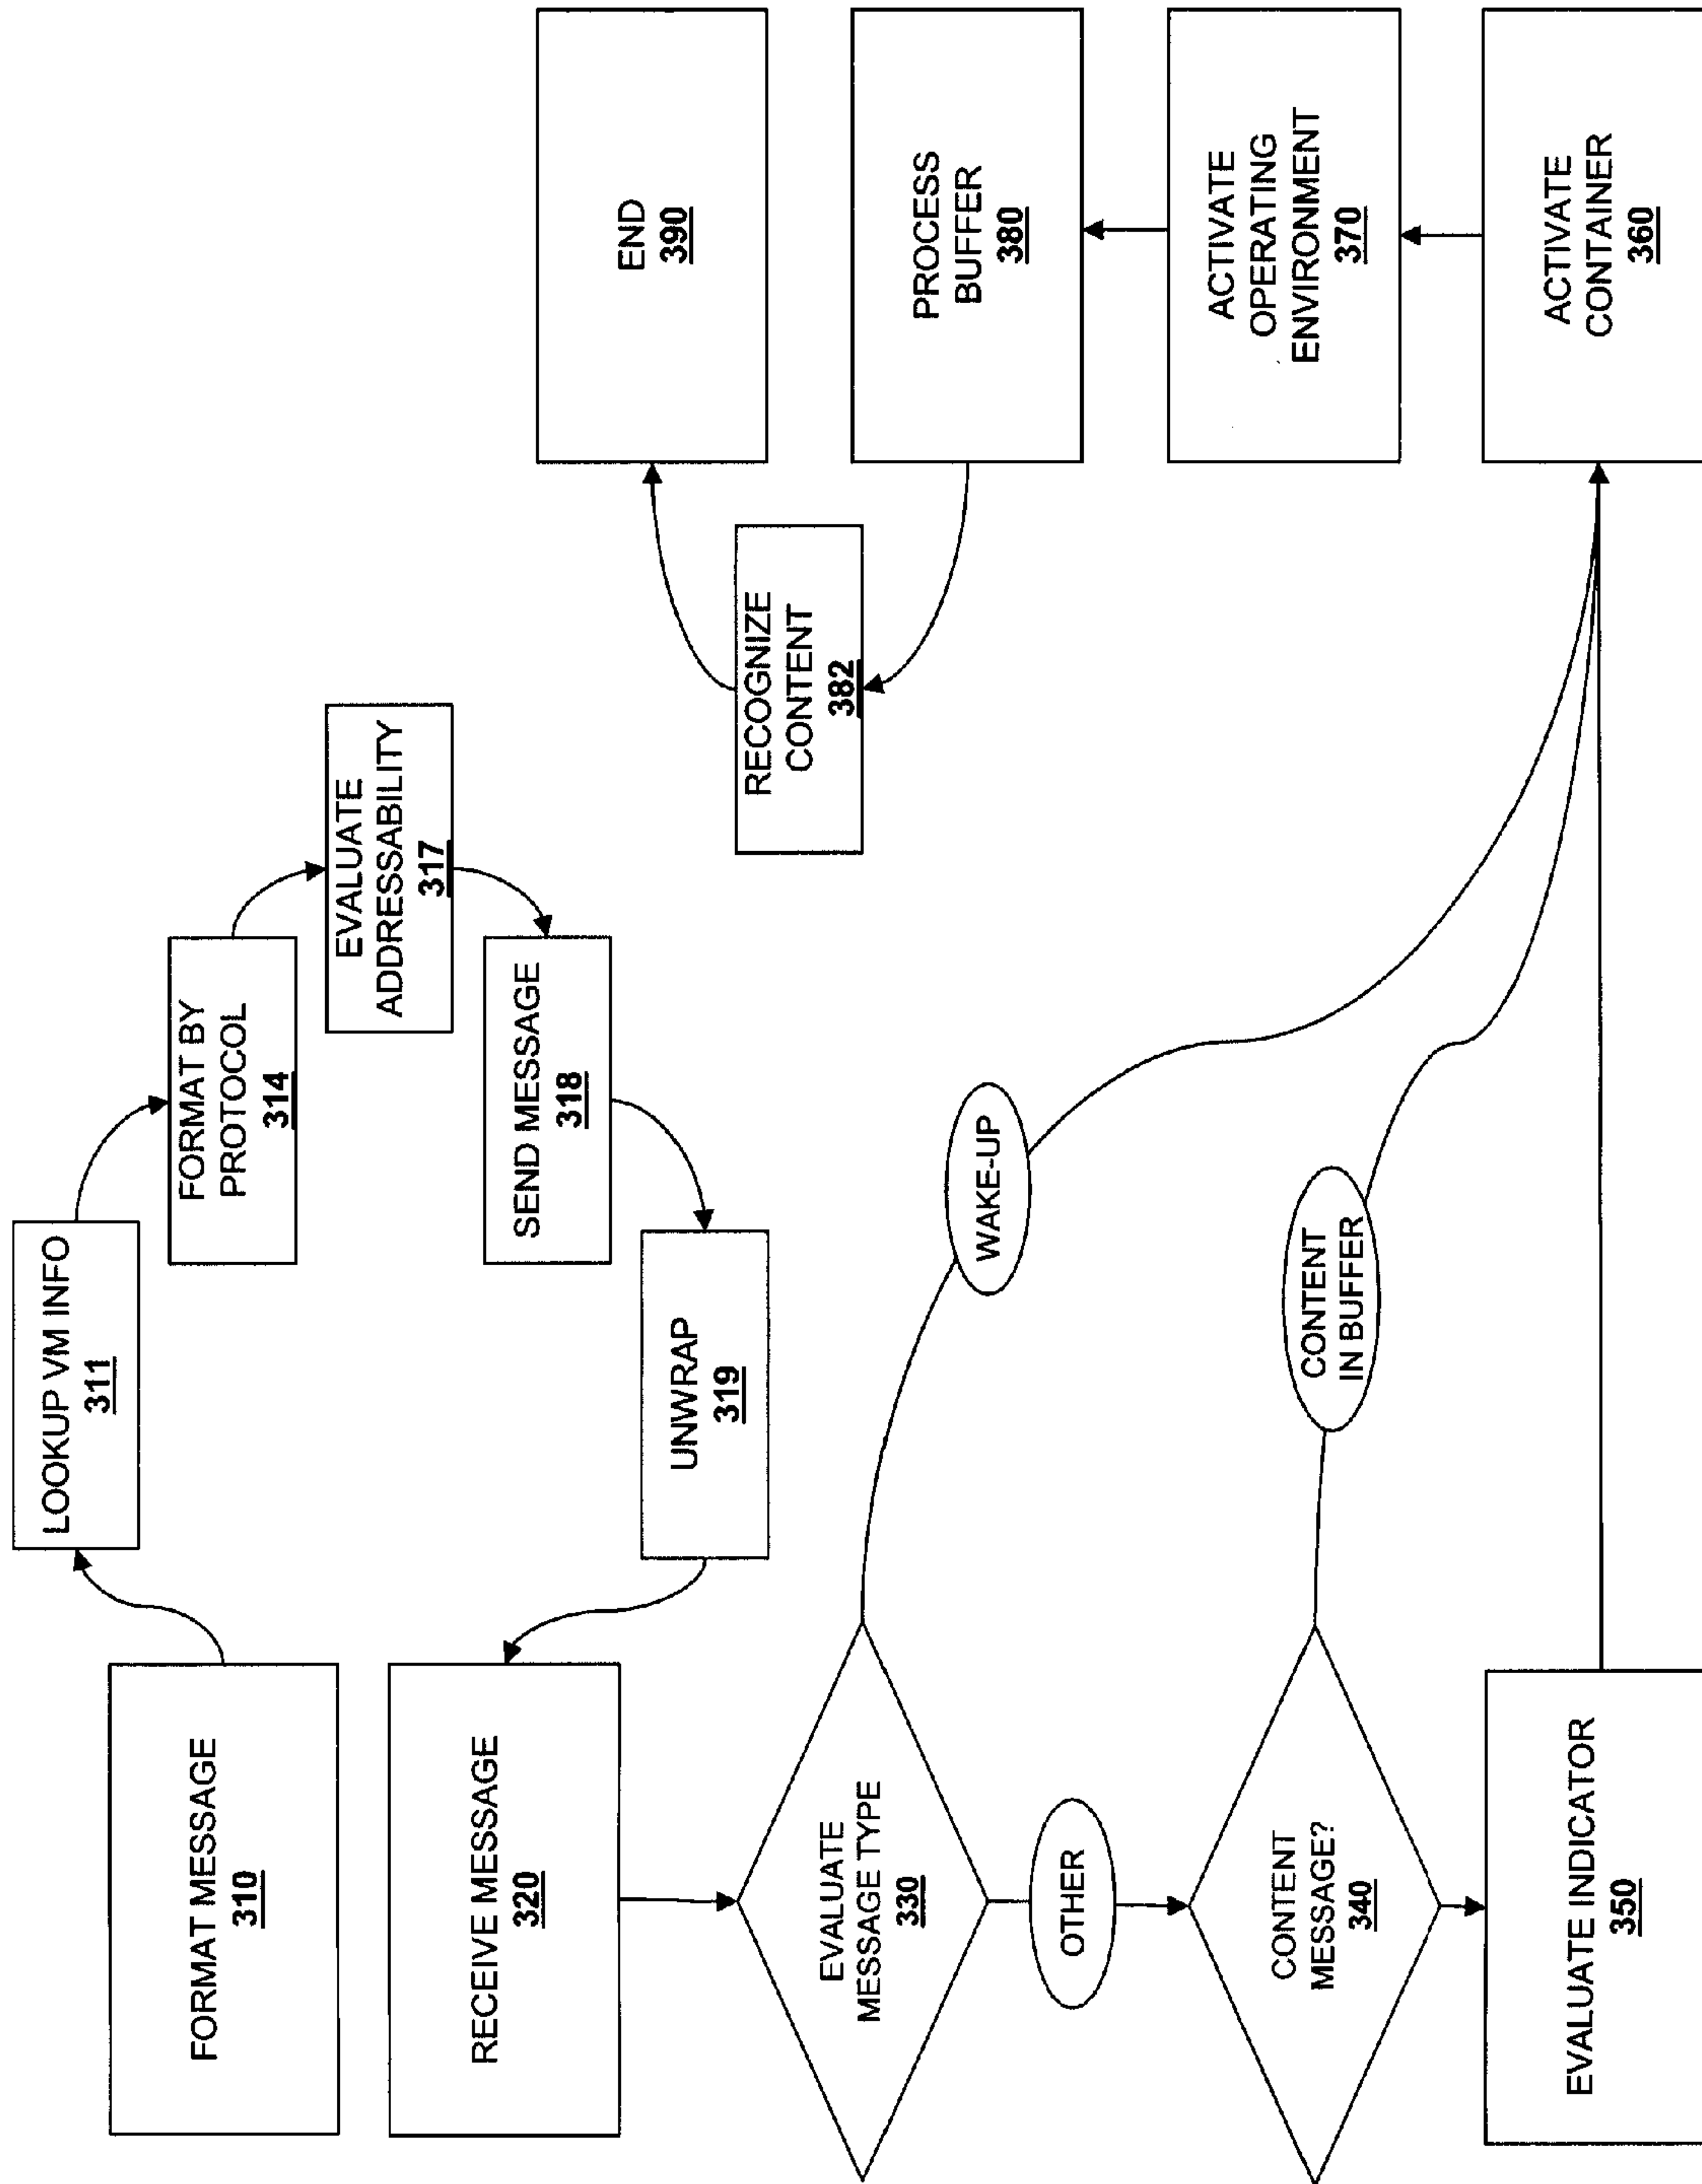 FORMAT MESSAGE
310
LOOKUP VM INFO
311
FORMAT BY
PROTOCOL
314
EVALUATE
ADDRESSABILITY
317
SEND MESSAGE
318
UNWRAP
319
RECEIVE MESSAGE
320
EVALUATE
MESSAGE TYPE
330
WAKE-UP
OTHER
CONTENT
MESSAGE?
340
CONTENT
IN BUFFER
EVALUATE INDICATOR
350
ACTIVATE
CONTAINER
360
ACTIVATE
OPERATING
ENVIRONMENT
370
PROCESS
BUFFER
380
RECOGNIZE
CONTENT
382
END
390